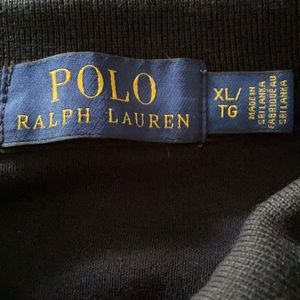 POLO
RALPH LAUREN
XL/
TG
MADE IN
SRI LANKA
FABRIQUÉ AU
SRI LANKA